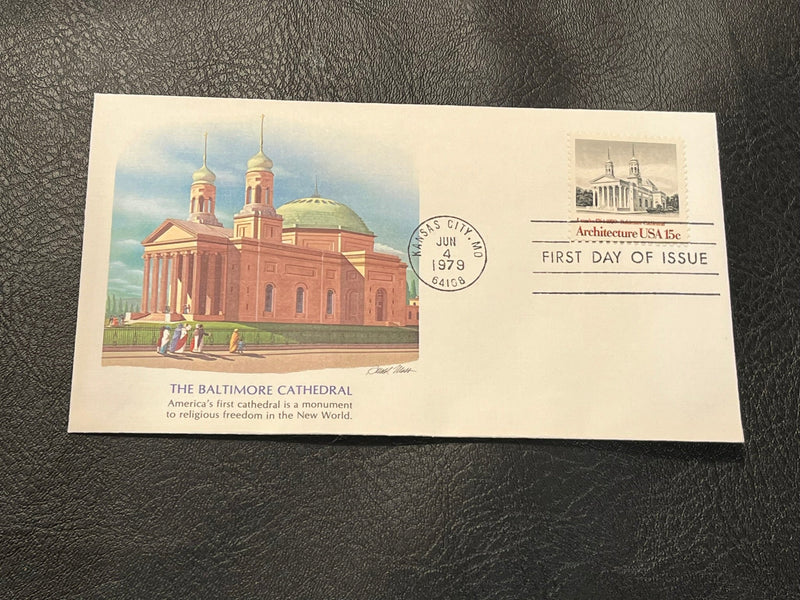 KANSAS CITY, MO
JUN
4
1979
64108
Architecture USA 15c
FIRST DAY OF ISSUE
THE BALTIMORE CATHEDRAL
America's first cathedral is a monument
to religious freedom in the New World.